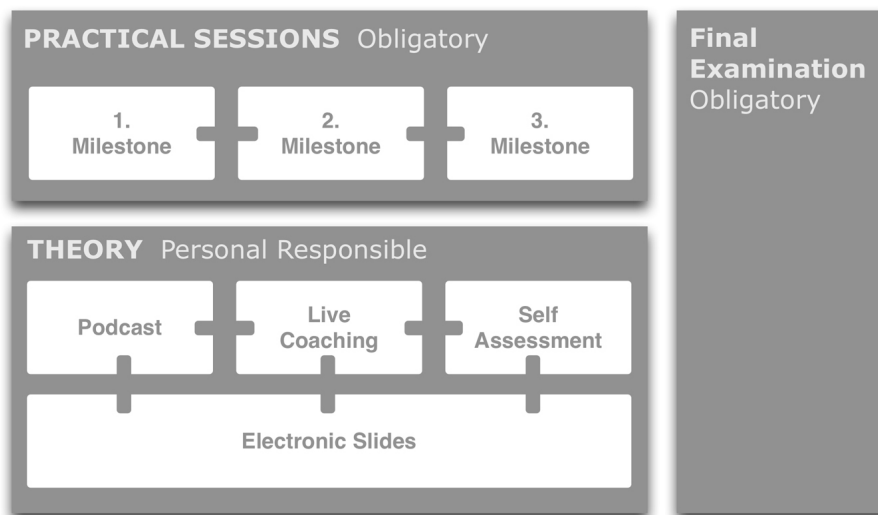 PRACTICAL SESSIONS Obligatory
1.
Milestone
2.
Milestone
3.
Milestone
THEORY Personal Responsible
Podcast
Live
Coaching
Self
Assessment
Electronic Slides
Final
Examination
Obligatory